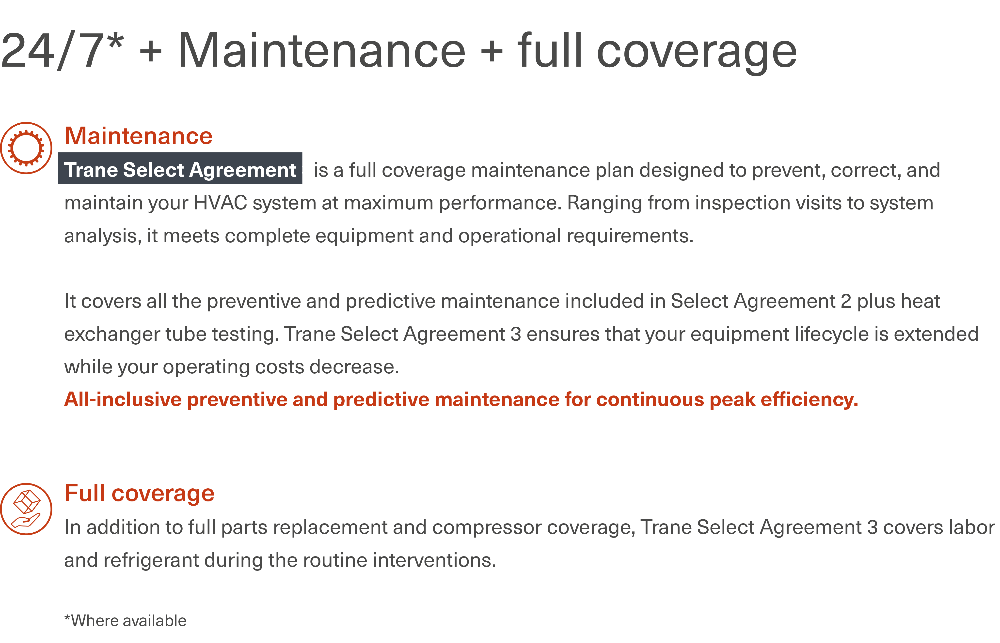 24/7* + Maintenance + full coverage
Maintenance
Trane Select Agreement is a full coverage maintenance plan designed to prevent, correct, and
maintain your HVAC system at maximum performance. Ranging from inspection visits to system
analysis, it meets complete equipment and operational requirements.
It covers all the preventive and predictive maintenance included in Select Agreement 2 plus heat
exchanger tube testing. Trane Select Agreement 3 ensures that your equipment lifecycle is extended
while your operating costs decrease.
All-inclusive preventive and predictive maintenance for continuous peak efficiency.
Full coverage
In addition to full parts replacement and compressor coverage, Trane Select Agreement 3 covers labor
and refrigerant during the routine interventions.
*Where available